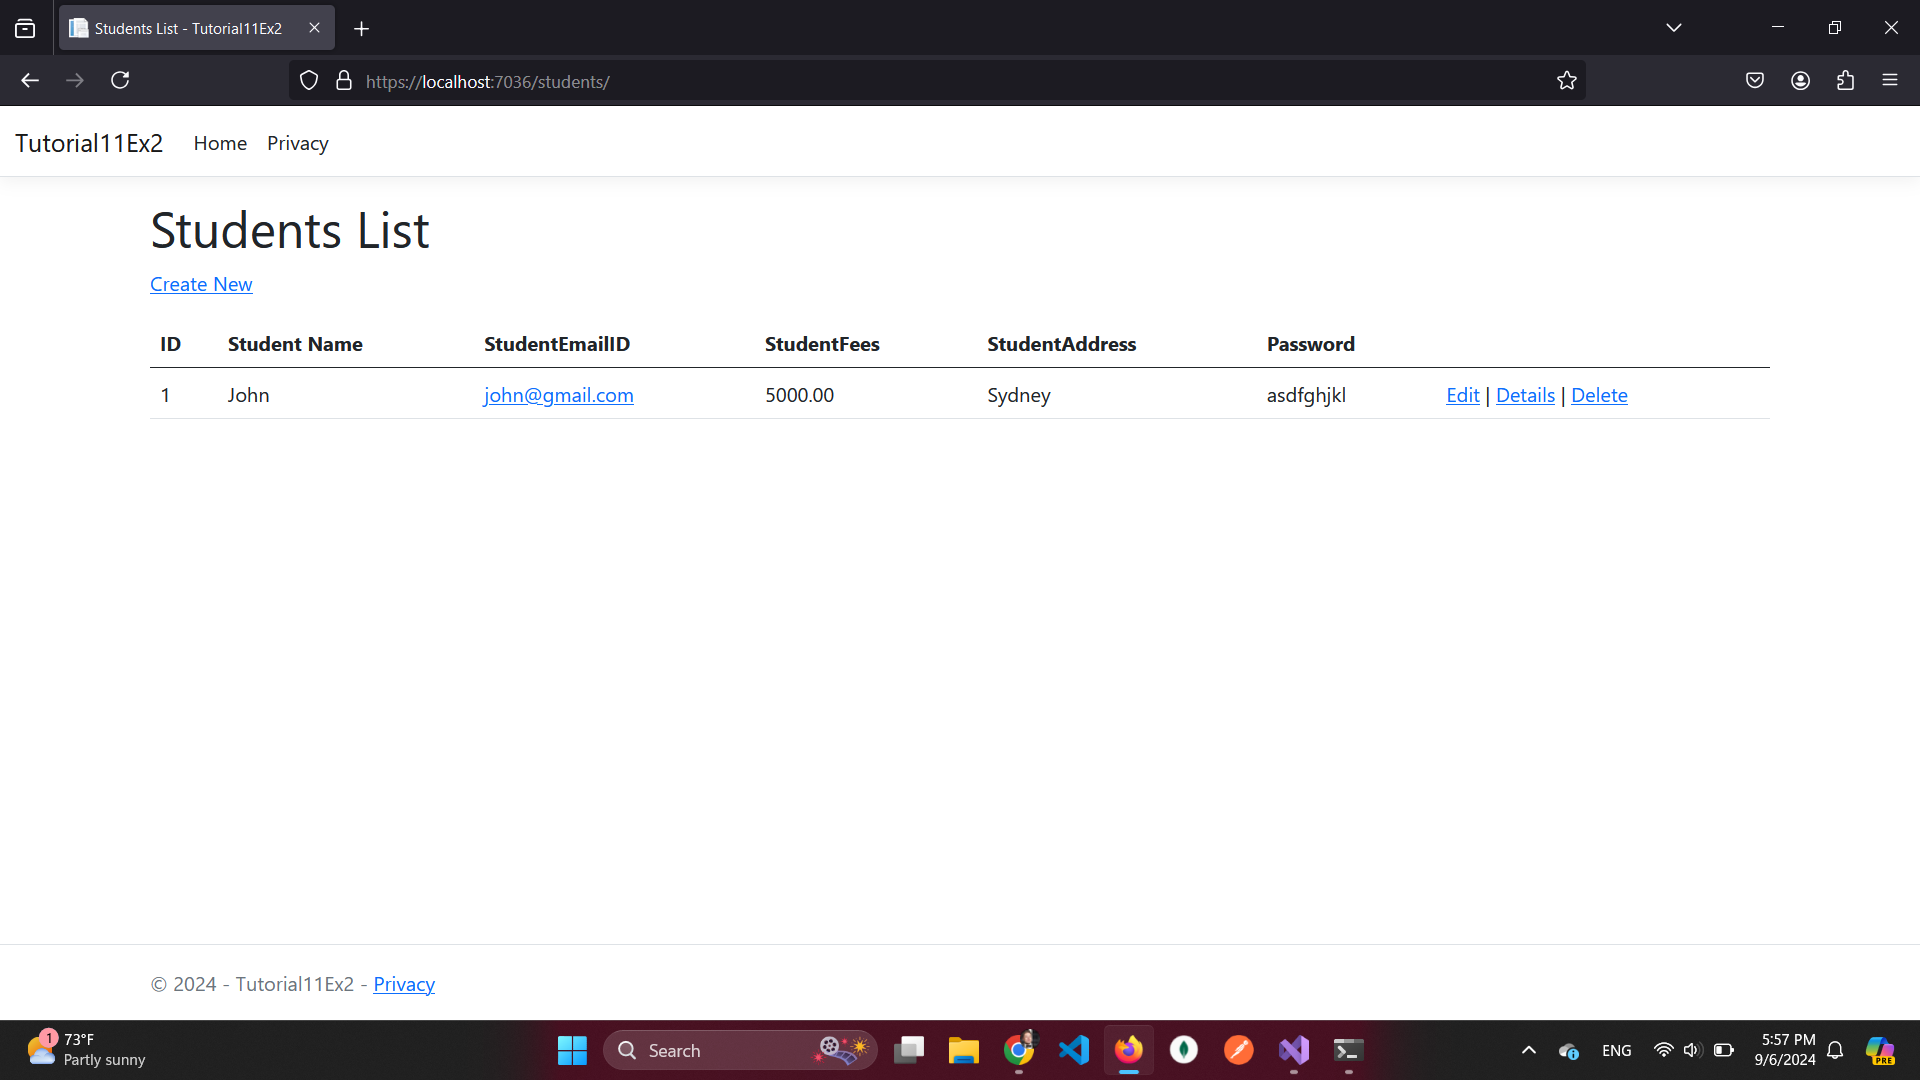 Students List - Tutorial11Ex2
https://localhost:7036/students/
Tutorial11Ex2 Home Privacy
Students List
Create New
ID Student Name StudentEmailID StudentFees StudentAddress Password
1 John john@gmail.com 5000.00 Sydney asdfghjkl Edit | Details | Delete
© 2024 - Tutorial11Ex2 - Privacy
1 73°F
Partly sunny
Search
ENG
5:57 PM
9/6/2024
PRE